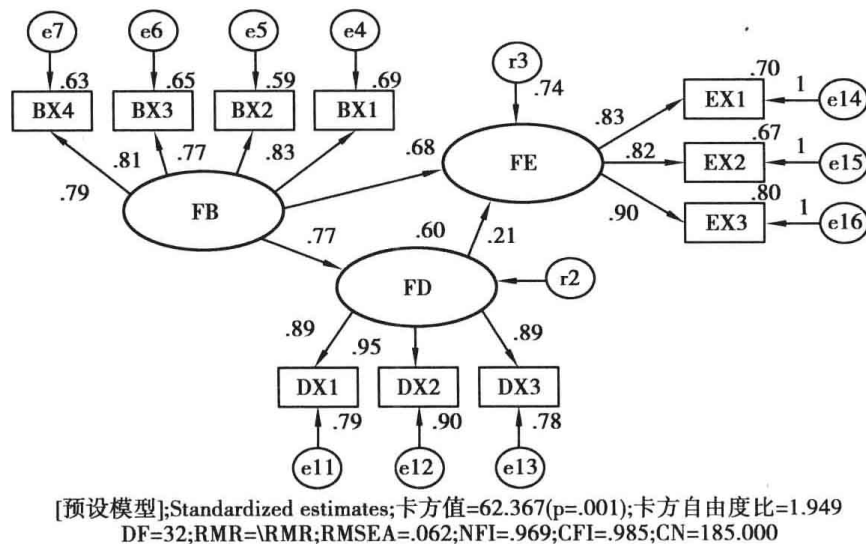 e7 e6 e5 e4
.63 .65 .59 .69
r3
BX4 BX3 BX2 BX1
.74
.70
EX1 1 e14
.83
.67
.79 .81 .77 .83
.68
FE
.82
EX2 1 e15
FB
.80
.90
EX3 1 e16
.77
.60 .21
FD
r2
.89 .95 .89
DX1 DX2 DX3
.79 .90 .78
e11 e12 e13
[预设模型];Standardized estimates;卡方值=62.367(p=.001);卡方自由度比=1.949
DF=32;RMR=\RMR;RMSEA=.062;NFI=.969;CFI=.985;CN=185.000